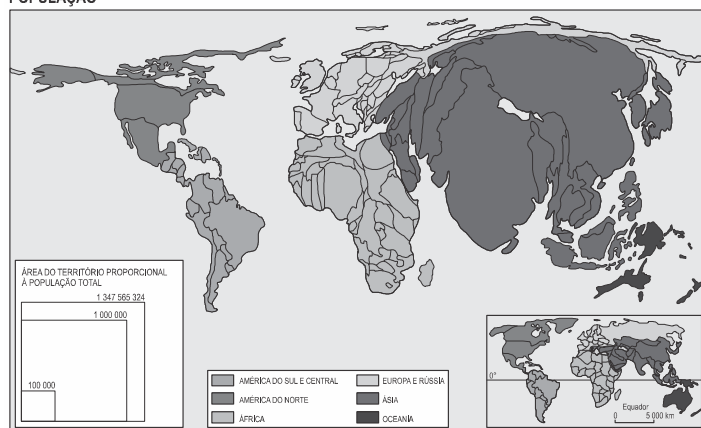 POPULAÇÃO
ÁREA DO TERRITÓRIO PROPORCIONAL
À POPULAÇÃO TOTAL
1 347 565 324
1 000 000
100 000
AMÉRICA DO SUL E CENTRAL
AMÉRICA DO NORTE
ÁFRICA
EUROPA E RÚSSIA
ÁSIA
OCEANÍA
0°
Equador
0 5 000 km